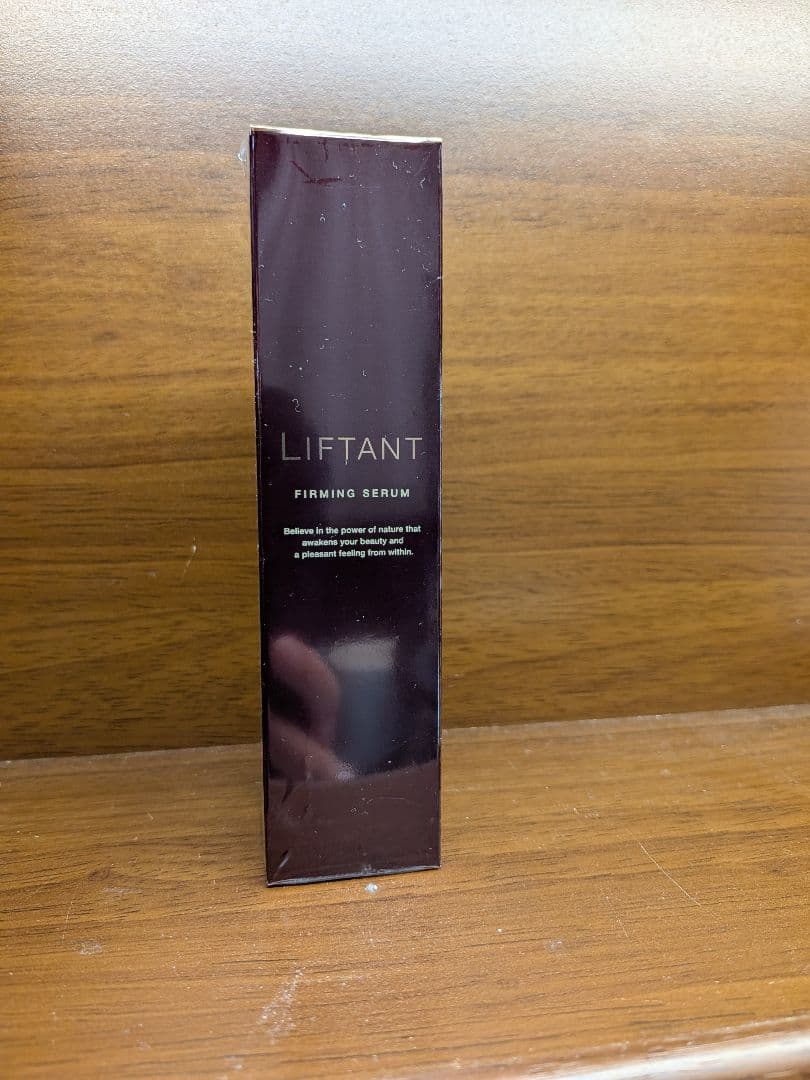 LIFTANT
FIRMING SERUM
Believe in the power of nature that
awakens your beauty and
a pleasant feeling from within.